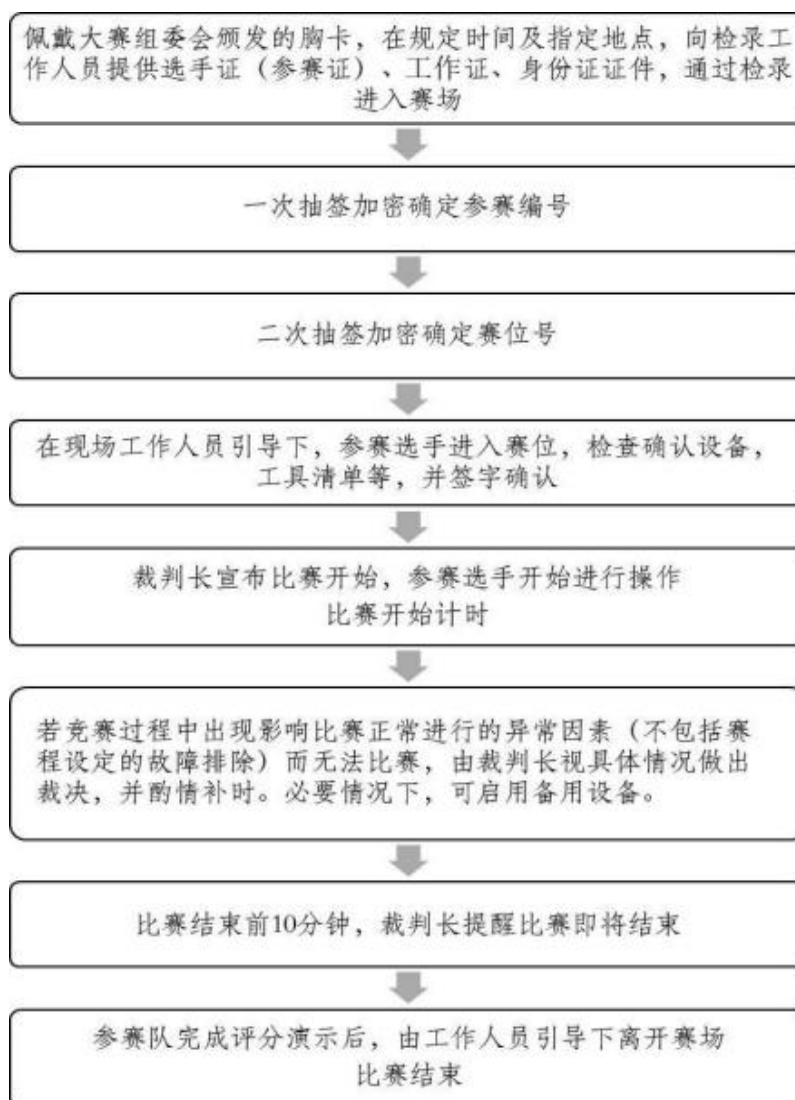 佩戴大赛组委会颁发的胸卡，在规定时间及指定地点，向检录工
作人员提供选手证（参赛证）、工作证、身份证证件，通过检录
进入赛场
一次抽签加密确定参赛编号
二次抽签加密确定赛位号
在现场工作人员引导下，参赛选手进入赛位，检查确认设备，
工具清单等，并签字确认
裁判长宣布比赛开始，参赛选手开始进行操作
比赛开始计时
若竞赛过程中出现影响比赛正常进行的异常因素（不包括赛
程设定的故障排除）而无法比赛，由裁判长视具体情况做出
裁决，并酌情补时。必要情况下，可启用备用设备。
比赛结束前10分钟，裁判长提醒比赛即将结束
参赛队完成评分演示后，由工作人员引导下离开赛场
比赛结束